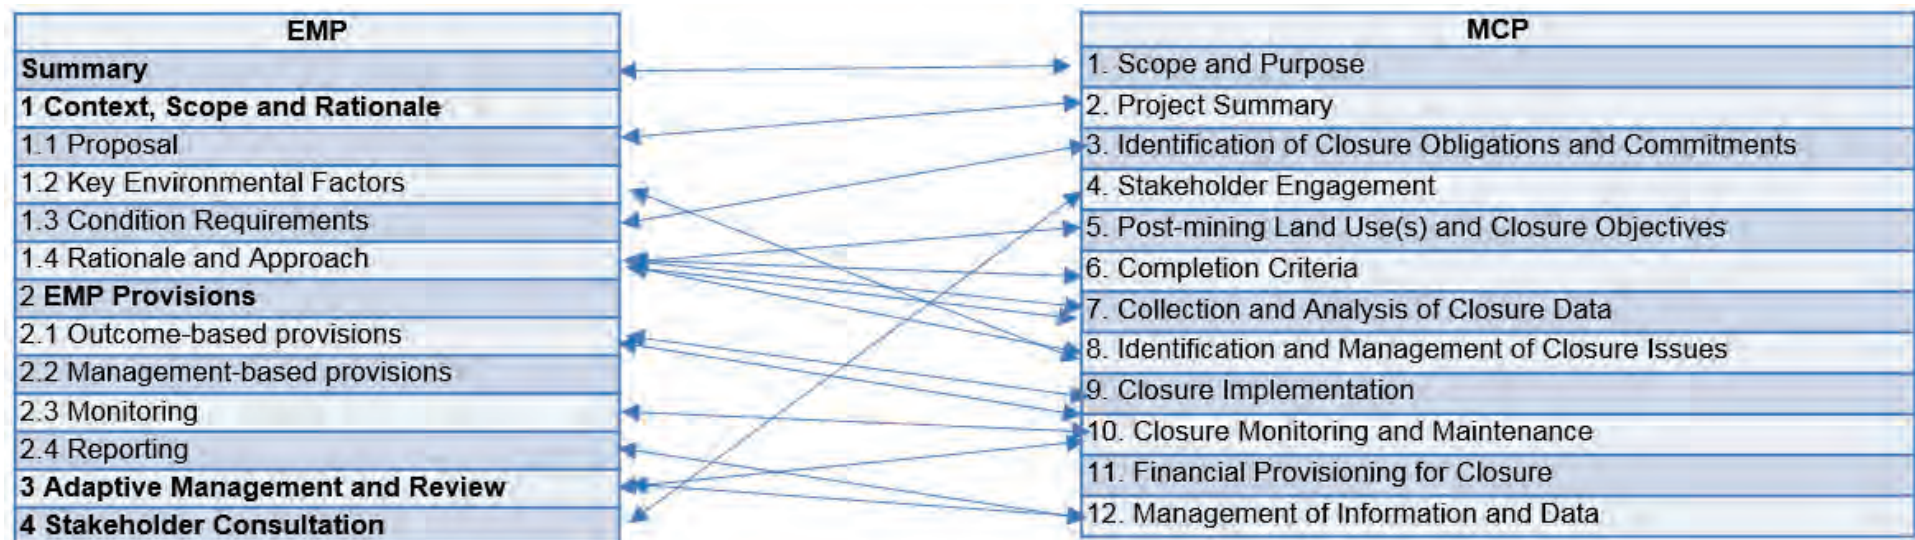 EMP
Summary
1 Context, Scope and Rationale
1.1 Proposal
1.2 Key Environmental Factors
1.3 Condition Requirements
1.4 Rationale and Approach
2 EMP Provisions
2.1 Outcome-based provisions
2.2 Management-based provisions
2.3 Monitoring
2.4 Reporting
3 Adaptive Management and Review
4 Stakeholder Consultation
MCP
1. Scope and Purpose
2. Project Summary
3. Identification of Closure Obligations and Commitments
4. Stakeholder Engagement
5. Post-mining Land Use(s) and Closure Objectives
6. Completion Criteria
7. Collection and Analysis of Closure Data
8. Identification and Management of Closure Issues
9. Closure Implementation
10. Closure Monitoring and Maintenance
11. Financial Provisioning for Closure
12. Management of Information and Data